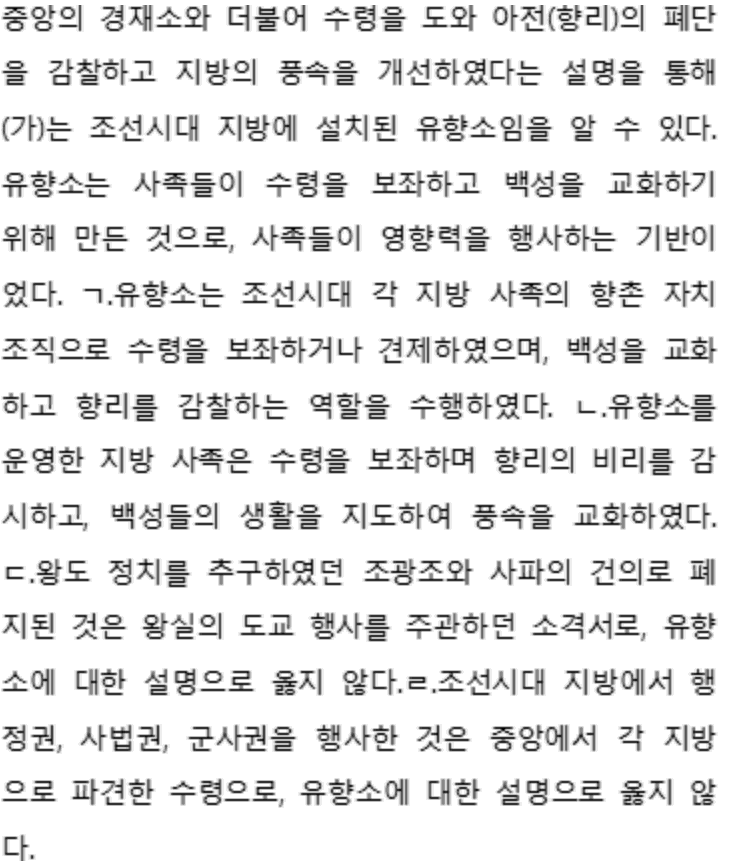 중앙의 경재소와 더불어 수령을 도와 아전(향리)의 폐단
을 감찰하고 지방의 풍속을 개선하였다는 설명을 통해
(가)는 조선시대 지방에 설치된 유향소임을 알 수 있다.
유향소는 사족들이 수령을 보좌하고 백성을 교화하기
위해 만든 것으로, 사족들이 영향력을 행사하는 기반이
었다. ㄱ.유향소는 조선시대 각 지방 사족의 향촌 자치
조직으로 수령을 보좌하거나 견제하였으며, 백성을 교화
하고 향리를 감찰하는 역할을 수행하였다. ㄴ.유향소를
운영한 지방 사족은 수령을 보좌하며 향리의 비리를 감
시하고, 백성들의 생활을 지도하여 풍속을 교화하였다.
ㄷ.왕도 정치를 추구하였던 조광조와 사파의 건의로 폐
지된 것은 왕실의 도교 행사를 주관하던 소격서로, 유향
소에 대한 설명으로 옳지 않다.ㄹ.조선시대 지방에서 행
정권, 사법권, 군사권을 행사한 것은 중앙에서 각 지방
으로 파견한 수령으로, 유향소에 대한 설명으로 옳지 않
다.